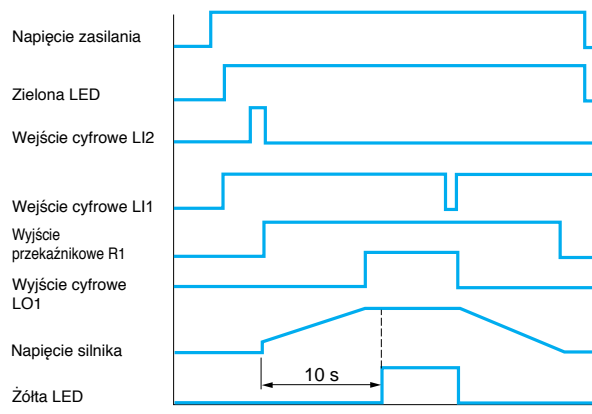 Napięcie zasilania
Zielona LED
Wejście cyfrowe LI2
Wejście cyfrowe LI1
Wyjście
przekaźnikowe R1
Wyjście cyfrowe
LO1
Napięcie silnika
10 s
Żółta LED